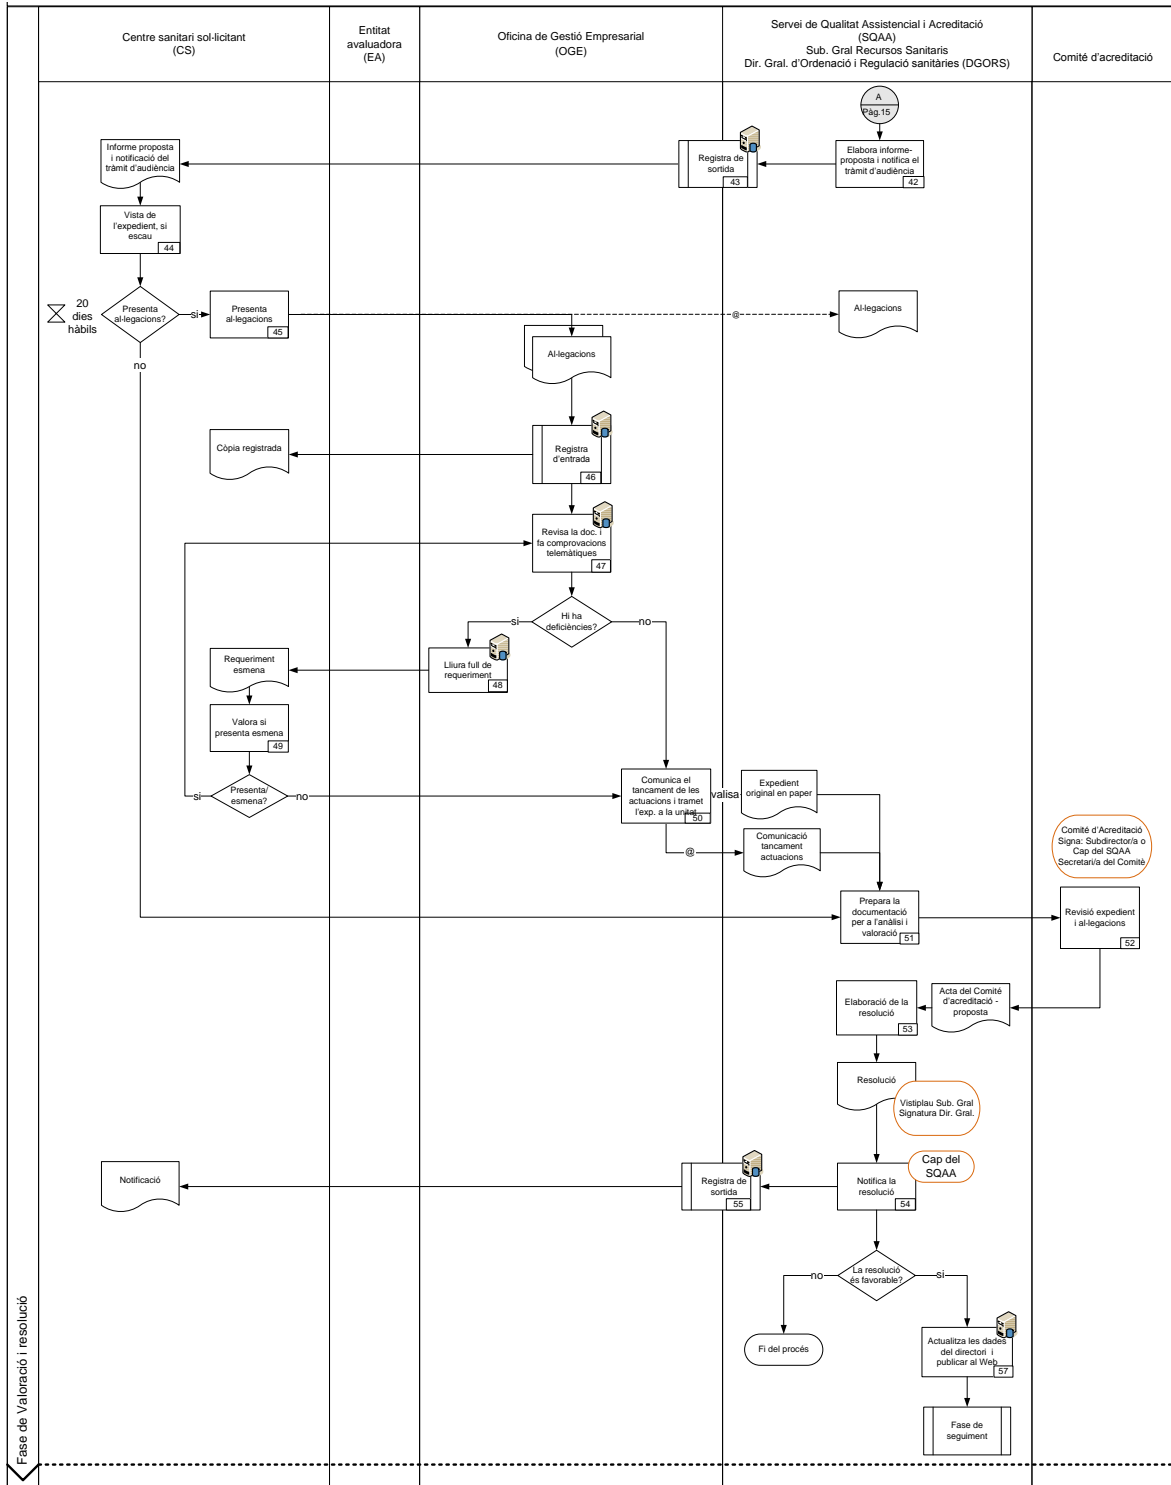 Centre sanitari sol·licitant
(CS)
Entitat
avaluadora
(EA)
Oficina de Gestió Empresarial
(OGE)
Servei de Qualitat Assistencial i Acreditació
(SQAA)
Sub. Gral Recursos Sanitaris
Dir. Gral. d'Ordenació i Regulació sanitàries (DGORS)
Comité d'acreditació
A
Pàg.15
Informe proposta
i notificació del
tràmit d'audiència
Registra de
sortida
43
Elabora informe-
proposta i notifica el
tràmit d'audiència
42
Vista de
l'expedient, si
escau
44
20
dies
hàbils
Presenta
al·legacions?
si
Presenta
al·legacions
45
@
Al·legacions
no
Al·legacions
Còpia registrada
Registra
d'entrada
46
Revisa la doc. i
fa comprovacions
telemàtiques
47
Hi ha
deficiències?
si
no
Requeriment
esmena
Lliura full de
requeriment
48
Valora si
presenta esmena
49
Presenta/
esmena?
si
no
Comunica el
tancament de les
actuacions i tramet
l'exp. a la unitat
50
valisa
Expedient
original en paper
@
Comunicació
tancament
actuacions
Comité d'Acreditació
Signa: Subdirector/a o
Cap del SQAA
Secretari/a del Comitè
Prepara la
documentació
per a l'anàlisi i
valoració
51
Revisió expedient
i al·legacions
52
Elaboració de la
resolució
53
Acta del Comité
d'acreditació -
proposta
Resolució
Vistiplau Sub. Gral
Signatura Dir. Gral.
Cap del
SQAA
Notificació
Registra de
sortida
55
Notifica la
resolució
54
La resolució
és favorable?
no
si
Fi del procés
Actualitza les dades
del directori i
publicar al Web
57
Fase de
seguiment
Fase de Valoració i resolució